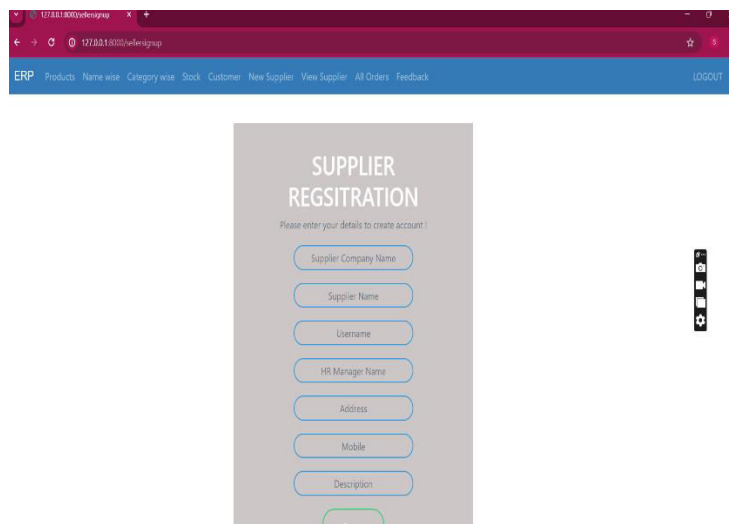 127.0.0.1:8000/sellersignup
127.0.0.1:8000/sellersignup
S
ERP Products Name wise Category wise Stock Customer New Supplier View Supplier All Orders Feedback LOGOUT
SUPPLIER
REGSITRATION
Please enter your details to create account !
Supplier Company Name
Supplier Name
Username
HR Manager Name
Address
Mobile
Description